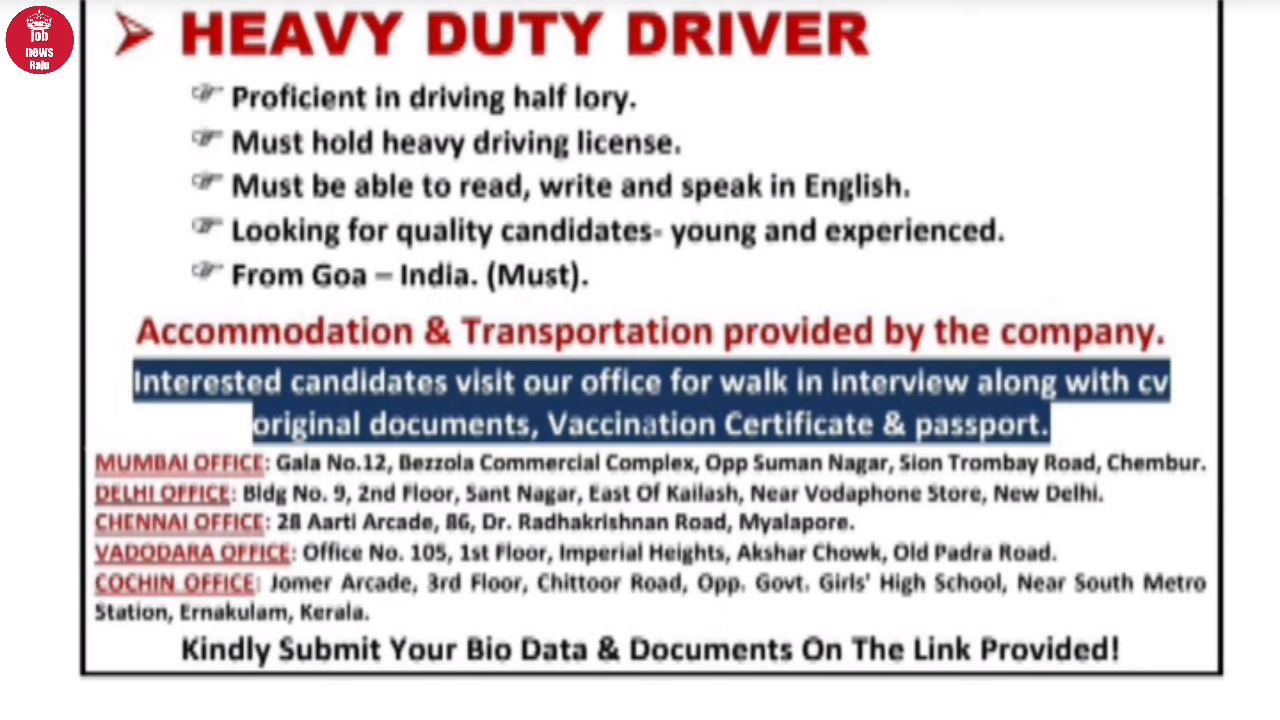 job
news
Raju
➢ HEAVY DUTY DRIVER
☞ Proficient in driving half lory.
☞ Must hold heavy driving license.
☞ Must be able to read, write and speak in English.
☞ Looking for quality candidates- young and experienced.
☞ From Goa – India. (Must).
Accommodation & Transportation provided by the company.
Interested candidates visit our office for walk in interview along with cv
original documents, Vaccination Certificate & passport.
MUMBAI OFFICE: Gala No.12, Bezzola Commercial Complex, Opp Suman Nagar, Sion Trombay Road, Chembur.
DELHI OFFICE: Bldg No. 9, 2nd Floor, Sant Nagar, East Of Kailash, Near Vodaphone Store, New Delhi.
CHENNAI OFFICE: 28 Aarti Arcade, 86, Dr. Radhakrishnan Road, Myalapore.
VADODARA OFFICE: Office No. 105, 1st Floor, Imperial Heights, Akshar Chowk, Old Padra Road.
COCHIN OFFICE: Jomer Arcade, 3rd Floor, Chittoor Road, Opp. Govt. Girls' High School, Near South Metro
Station, Ernakulam, Kerala.
Kindly Submit Your Bio Data & Documents On The Link Provided!